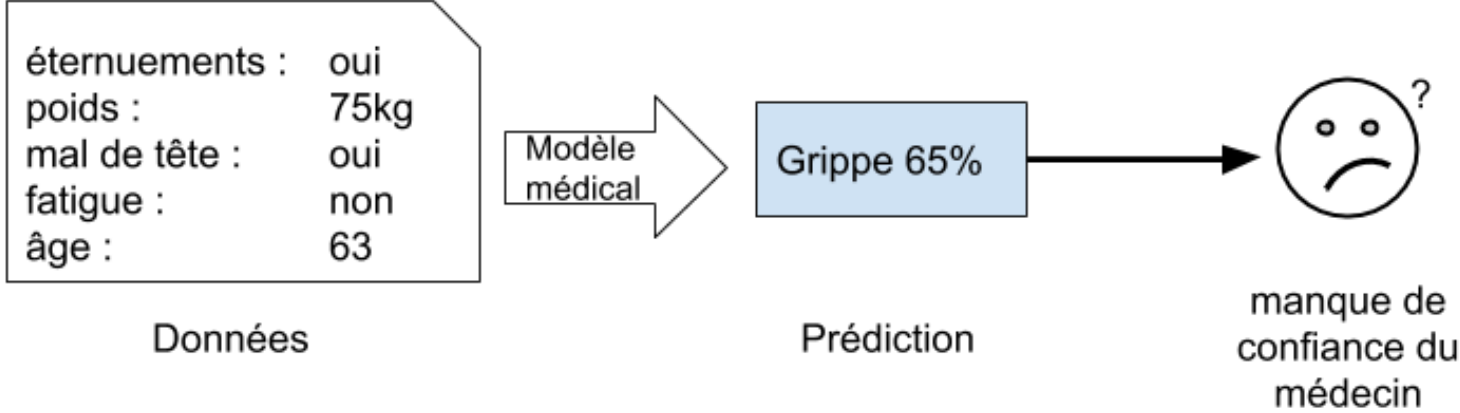 éternuements : oui
poids : 75kg
mal de tête : oui
fatigue : non
âge : 63
Données
Modèle
médical
Grippe 65%
Prédiction
?
manque de
confiance du
médecin